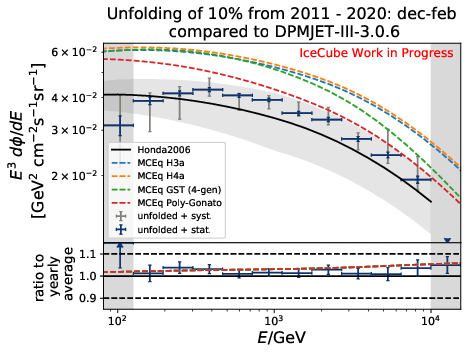 Unfolding of 10% from 2011 - 2020: dec-feb
compared to DPMJET-III-3.0.6
IceCube Work in Progress
E³ dϕ/dE
[GeV² cm⁻²s⁻¹sr⁻¹]
6 × 10⁻²
4 × 10⁻²
3 × 10⁻²
2 × 10⁻²
Honda2006
MCEq H3a
MCEq H4a
MCEq GST (4-gen)
MCEq Poly-Gonato
unfolded + syst.
unfolded + stat.
ratio to
yearly
average
1.1
1.0
0.9
10²
10³
10⁴
E/GeV